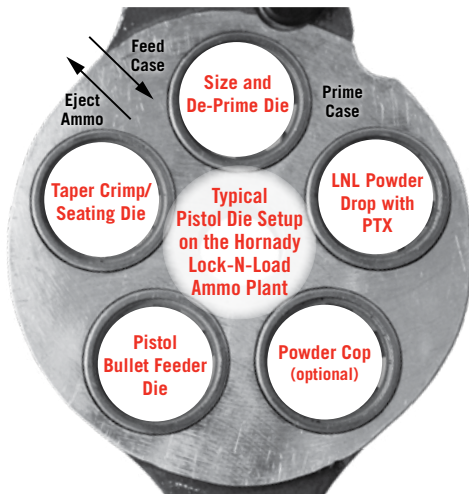 Feed
Case
Eject
Ammo
Size and
De-Prime Die
Prime
Case
LNL Powder
Drop with
PTX
Taper Crimp/
Seating Die
Typical
Pistol Die Setup
on the Hornady
Lock-N-Load
Ammo Plant
Pistol
Bullet Feeder
Die
Powder Cop
(optional)